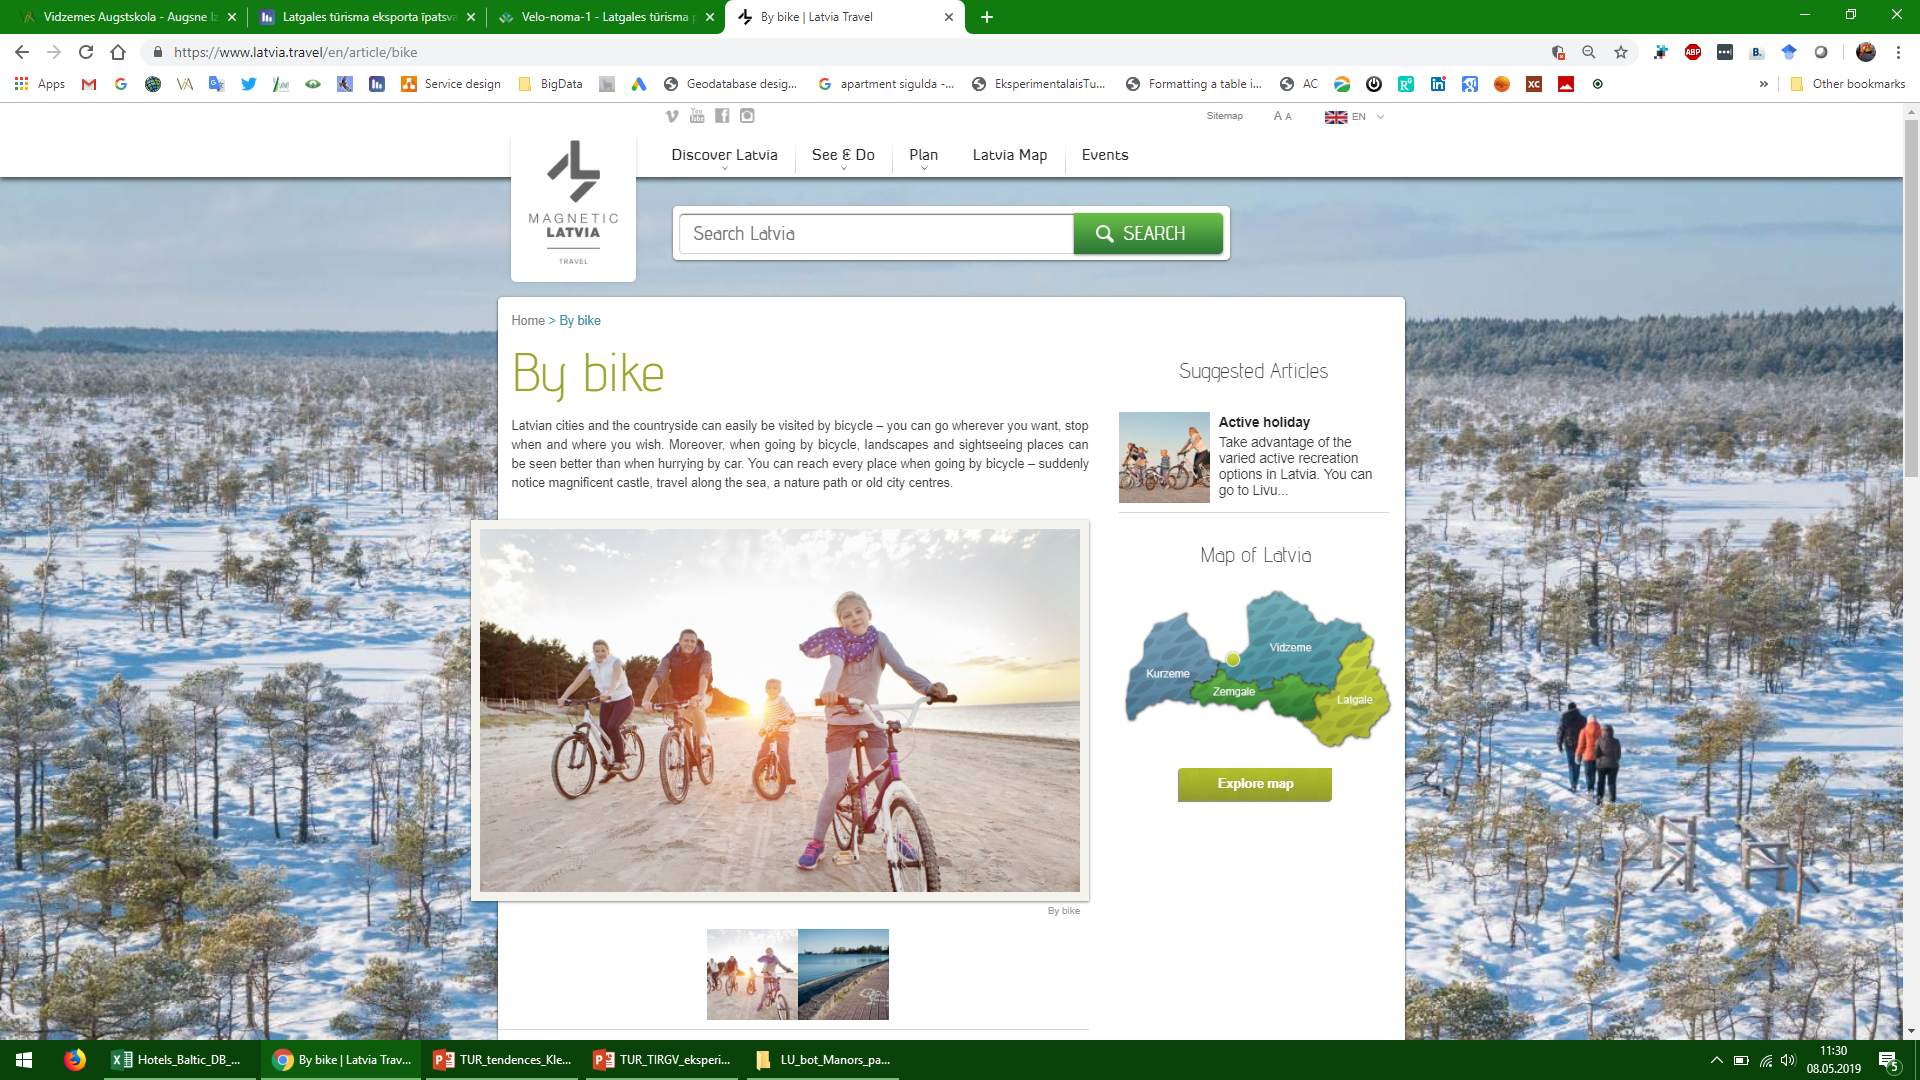 Vidzemes Augstskola - Augsne Iz
Latgales tūrisma eksporta īpatsva
Velo-noma-1 - Latgales tūrisma p
By bike | Latvia Travel
https://www.latvia.travel/en/article/bike
Apps
Service design
BigData
Geodatabase desig...
apartment sigulda -...
EksperimentalaisTu...
Formatting a table i...
AC
Other bookmarks
Sitemap
A A
EN
Discover Latvia
See & Do
Plan
Latvia Map
Events
MAGNETIC
LATVIA
TRAVEL
Search Latvia
SEARCH
Home > By bike
By bike
Latvian cities and the countryside can easily be visited by bicycle – you can go wherever you want, stop
when and where you wish. Moreover, when going by bicycle, landscapes and sightseeing places can
be seen better than when hurrying by car. You can reach every place when going by bicycle – suddenly
notice magnificent castle, travel along the sea, a nature path or old city centres.
By bike
Suggested Articles
Active holiday
Take advantage of the
varied active recreation
options in Latvia. You can
go to Livu...
Map of Latvia
Kurzeme
Vidzeme
Zemgale
Latgale
Explore map
Hotels_Baltic_DB_...
By bike | Latvia Trav...
TUR_tendences_Kle...
TUR_TIRGV_eksperi...
LU_bot_Manors_pa...
11:30
08.05.2019
5